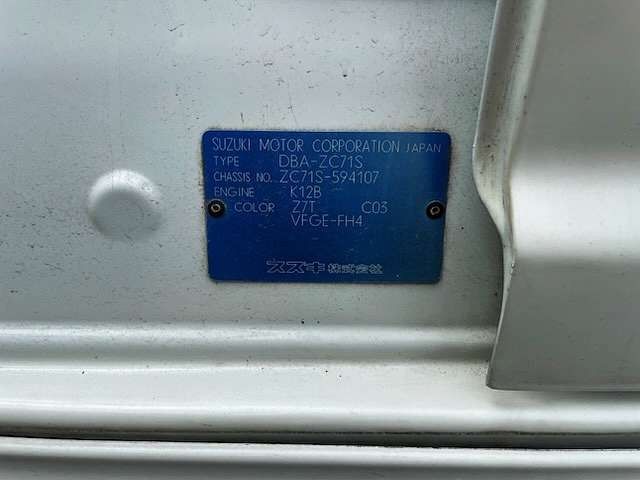 SUZUKI MOTOR CORPORATION JAPAN
TYPE DBA-ZC71S
CHASSIS NO. ZC71S-594107
ENGINE K12B
COLOR Z7T C03
VFGE-FH4
スズキ株式会社